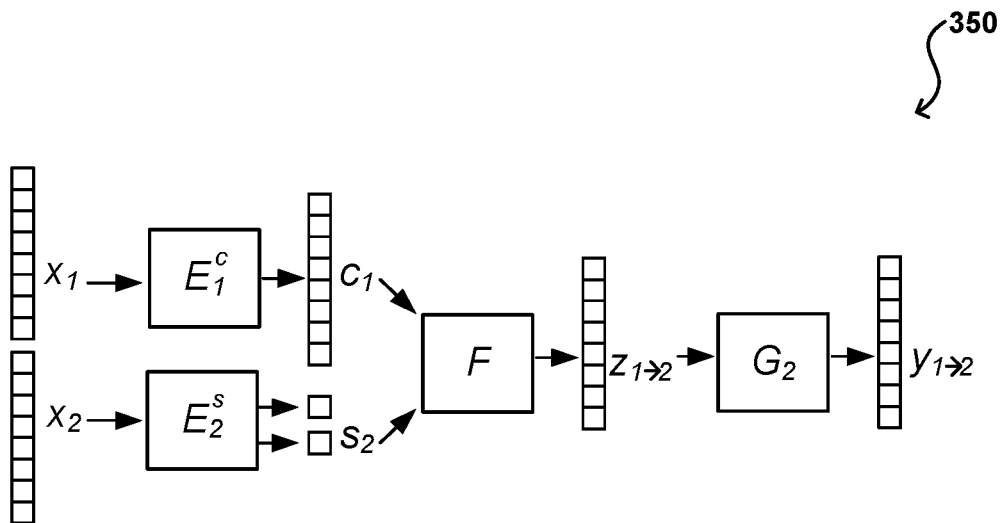 350
x₁
E₁ᶜ
c₁
F
z₁→₂
G₂
y₁→₂
x₂
E₂ˢ
s₂